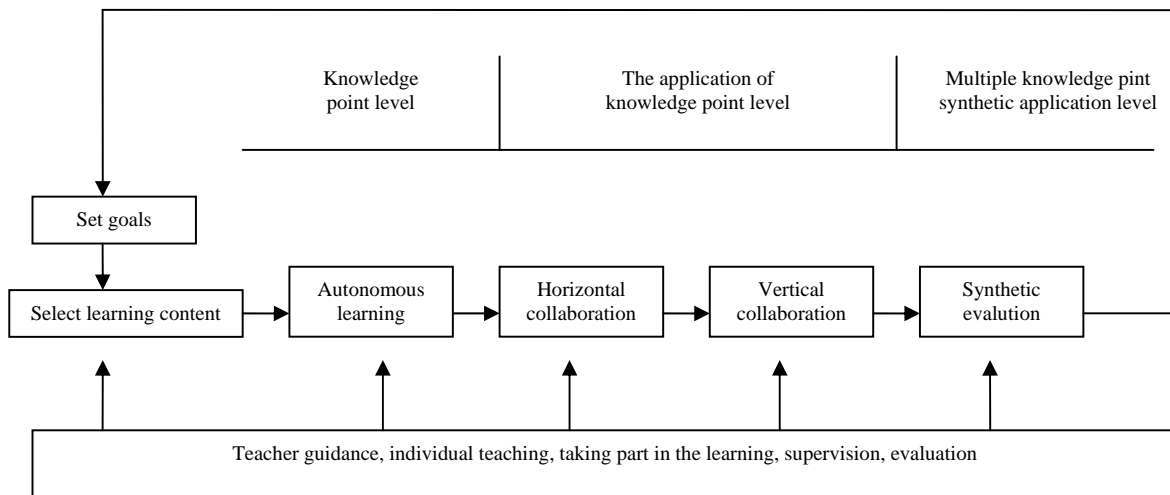 Knowledge
point level
The application of
knowledge point level
Multiple knowledge pint
synthetic application level
Set goals
Select learning content
Autonomous
learning
Horizontal
collaboration
Vertical
collaboration
Synthetic
evalution
Teacher guidance, individual teaching, taking part in the learning, supervision, evaluation